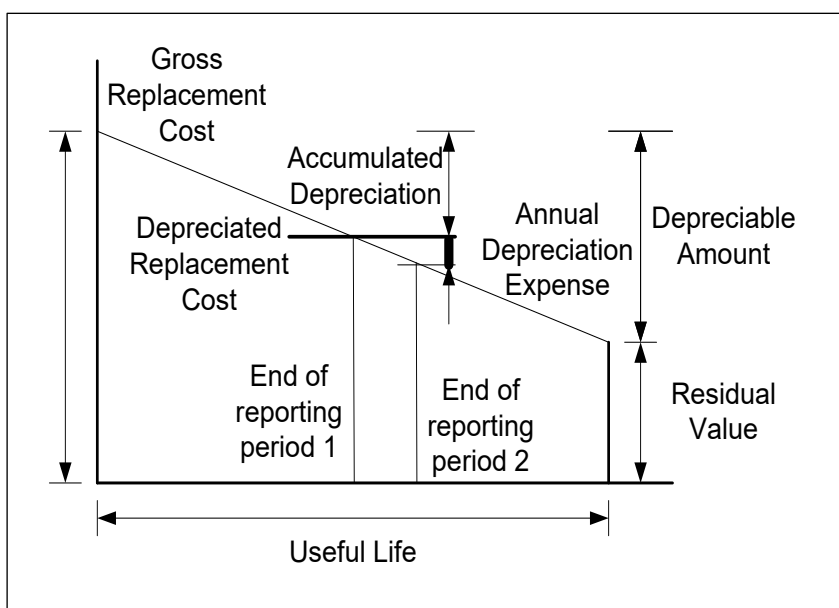 Gross
Replacement
Cost
Accumulated
Depreciation
Annual
Depreciation
Expense
Depreciable
Amount
Depreciated
Replacement
Cost
End of
reporting
period 1
End of
reporting
period 2
Residual
Value
Useful Life